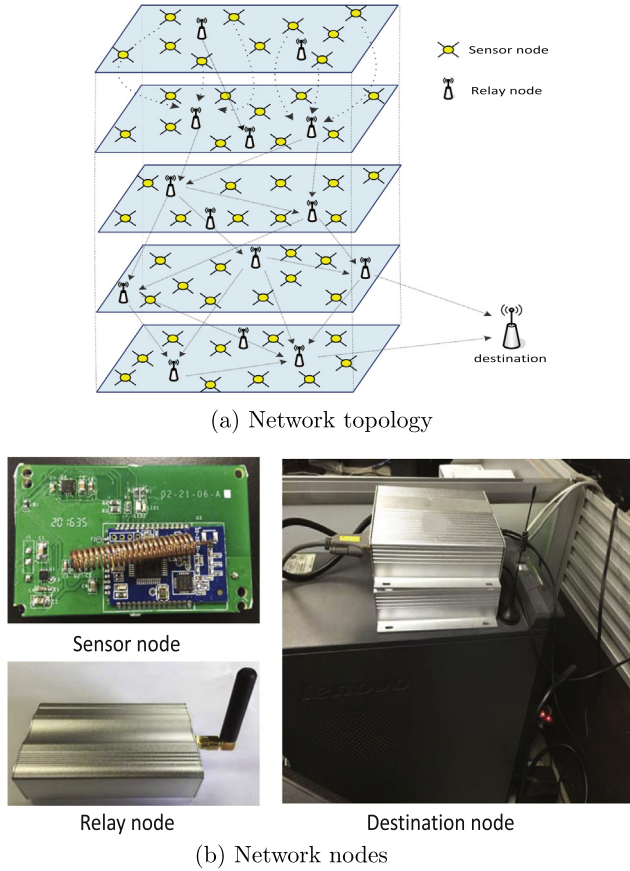 Sensor node
Relay node
destination
(a) Network topology
02-21-06-A
201635
Sensor node
Relay node
lenovo
Destination node
(b) Network nodes